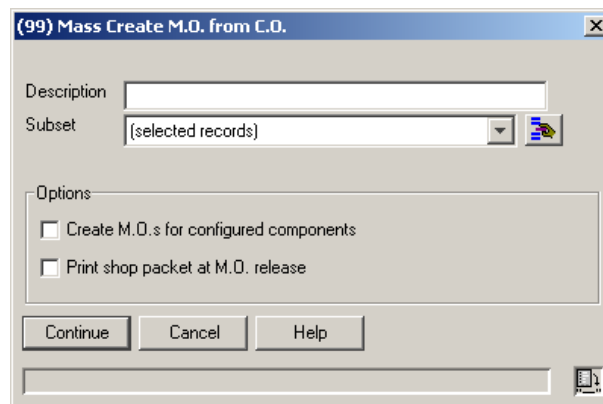 (99) Mass Create M.O. from C.O.
Description
Subset (selected records)
Options
Create M.O.s for configured components
Print shop packet at M.O. release
Continue Cancel Help